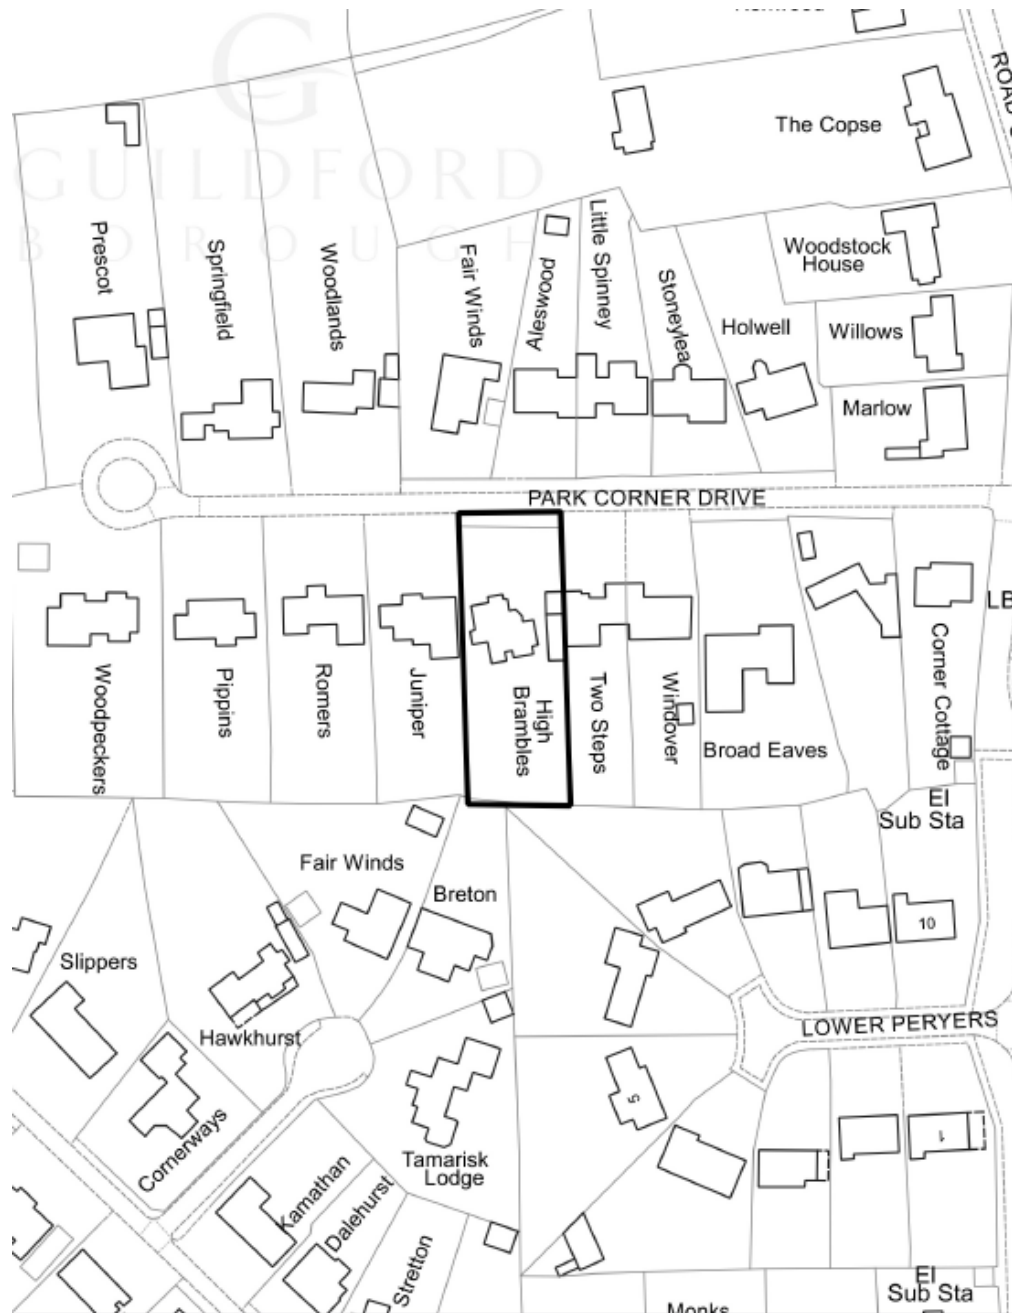 GUILDFORD
BOROUGH
The Copse
Prescot
Springfield
Woodlands
Fair Winds
Aleswood
Little Spinney
Stoneylea
Holwell
Woodstock
House
Willows
Marlow
PARK CORNER DRIVE
Woodpeckers
Pippins
Romers
Juniper
High
Brambles
Two Steps
Windover
Broad Eaves
Corner Cottage
LB
El
Sub Sta
Fair Winds
Breton
Slippers
Hawkhurst
10
LOWER PERYERS
Cornerways
Tamarisk
Lodge
5
1
Kamathan
Dalehurst
Stretton
El
Sub Sta
Monks
ROAD